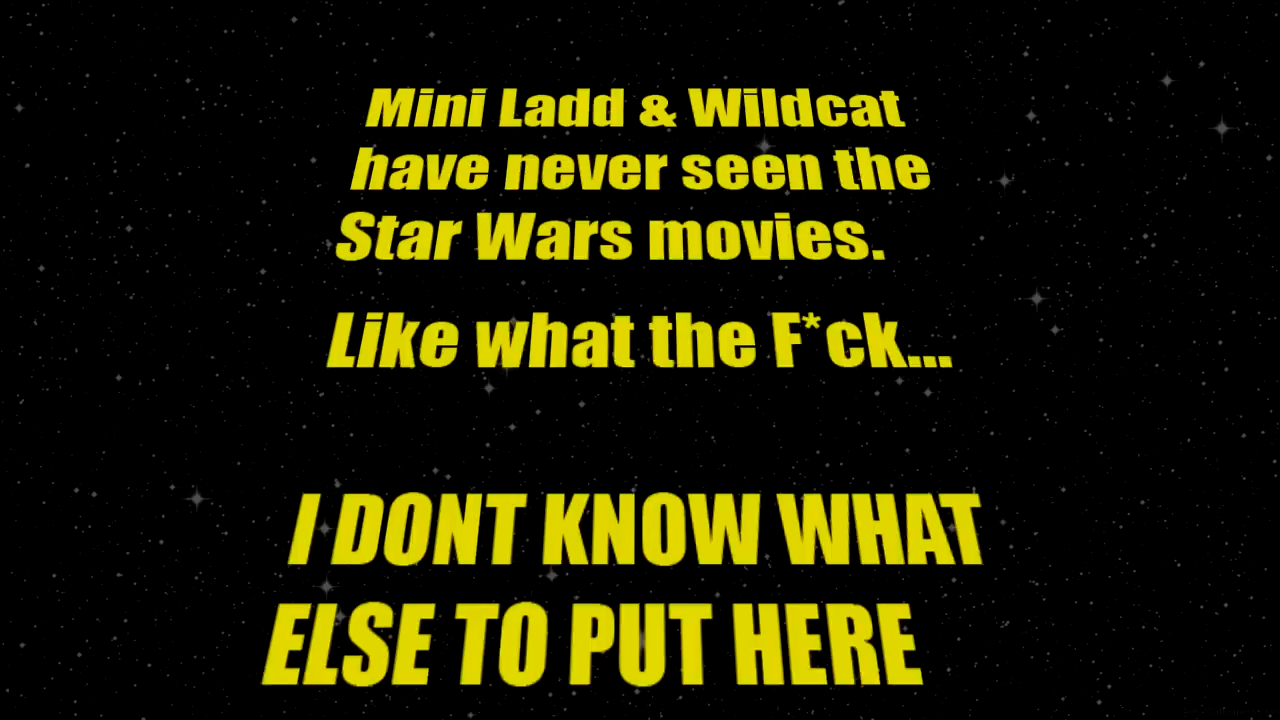 Mini Ladd & Wildcat
have never seen the
Star Wars movies.
Like what the F*ck...
I DONT KNOW WHAT
ELSE TO PUT HERE